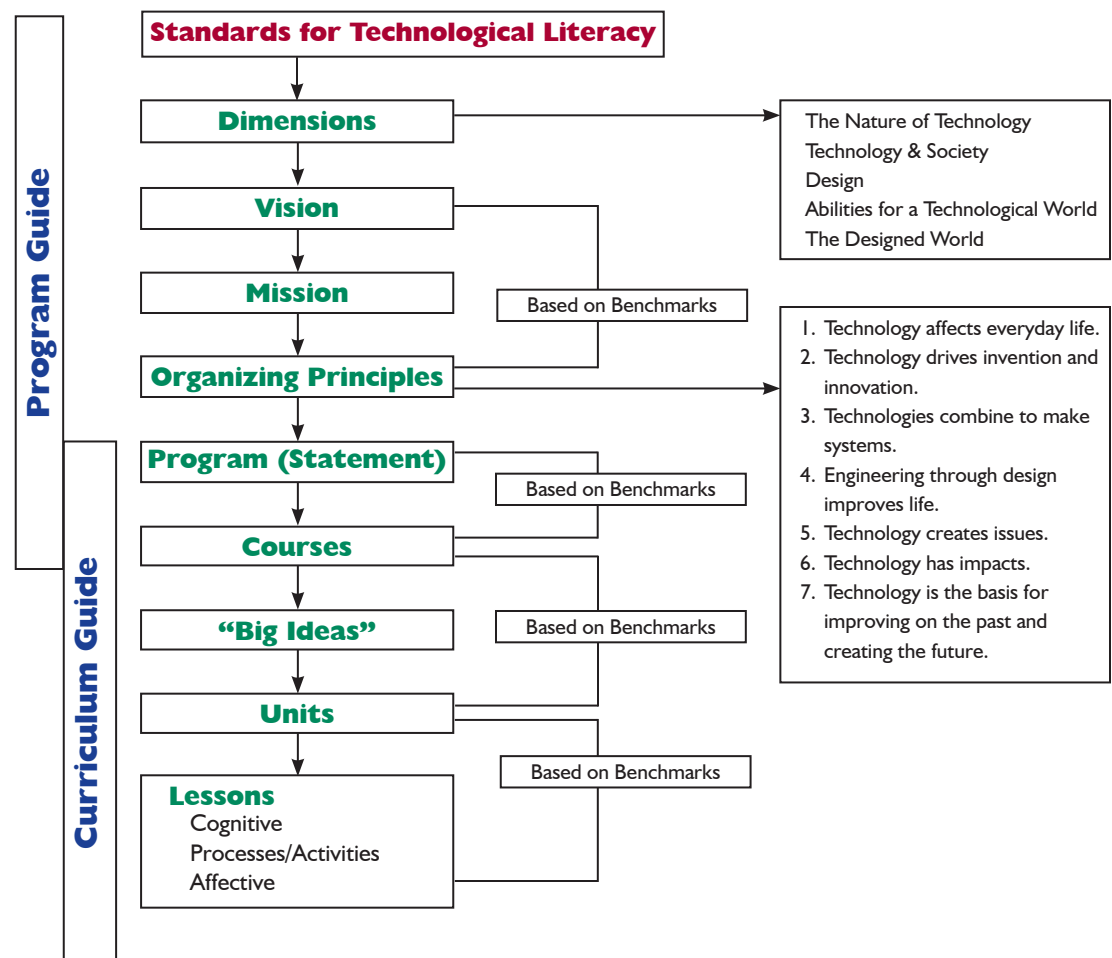 Standards for Technological Literacy
Program Guide
Dimensions
The Nature of Technology
Technology & Society
Design
Abilities for a Technological World
The Designed World
Vision
Mission
Based on Benchmarks
Organizing Principles
1. Technology affects everyday life.
2. Technology drives invention and
innovation.
3. Technologies combine to make
systems.
4. Engineering through design
improves life.
5. Technology creates issues.
6. Technology has impacts.
7. Technology is the basis for
improving on the past and
creating the future.
Curriculum Guide
Program (Statement)
Based on Benchmarks
Courses
“Big Ideas”
Based on Benchmarks
Units
Based on Benchmarks
Lessons
Cognitive
Processes/Activities
Affective